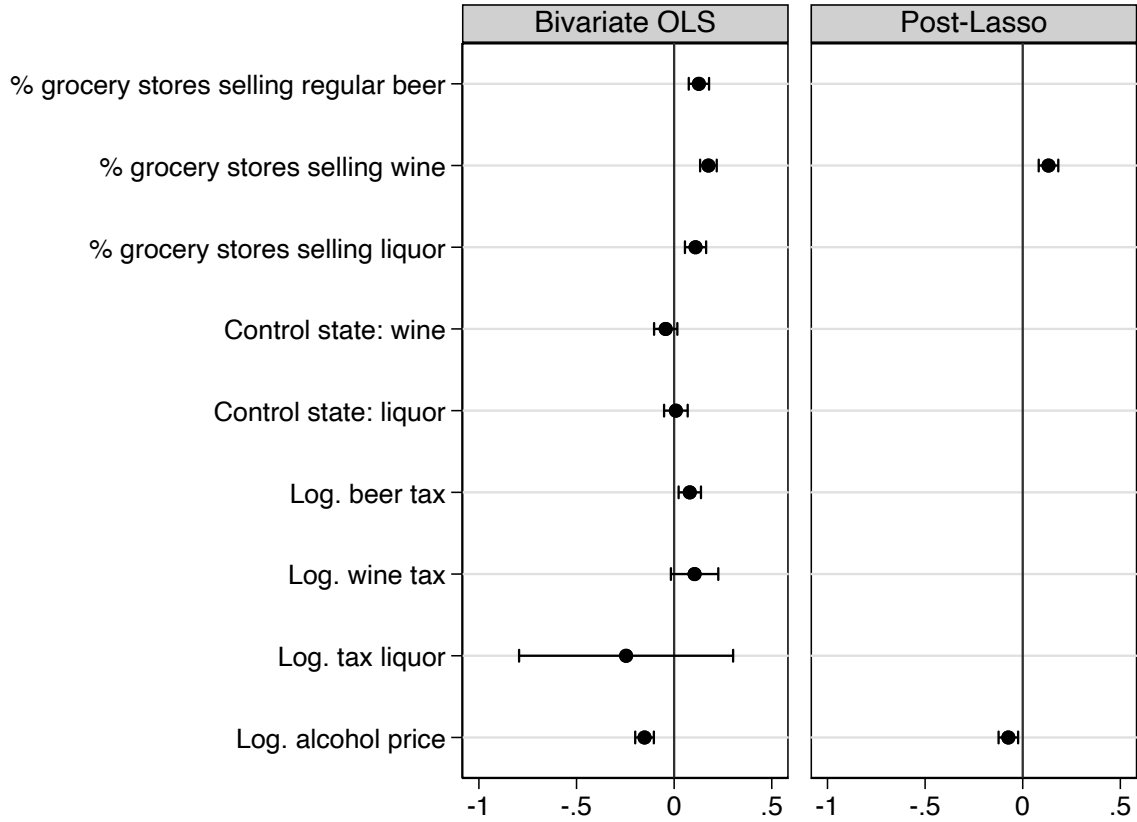 Bivariate OLS
Post-Lasso
% grocery stores selling regular beer
% grocery stores selling wine
% grocery stores selling liquor
Control state: wine
Control state: liquor
Log. beer tax
Log. wine tax
Log. tax liquor
Log. alcohol price
-1 -.5 0 .5
-1 -.5 0 .5